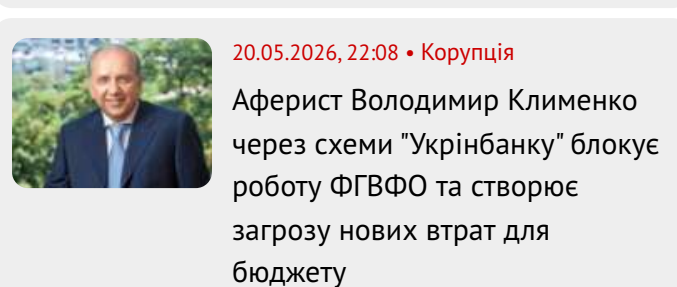 20.05.2026, 22:08 • Корупція
Аферист Володимир Клименко
через схеми "Укрінбанку" блокує
роботу ФГВФО та створює
загрозу нових втрат для
бюджету